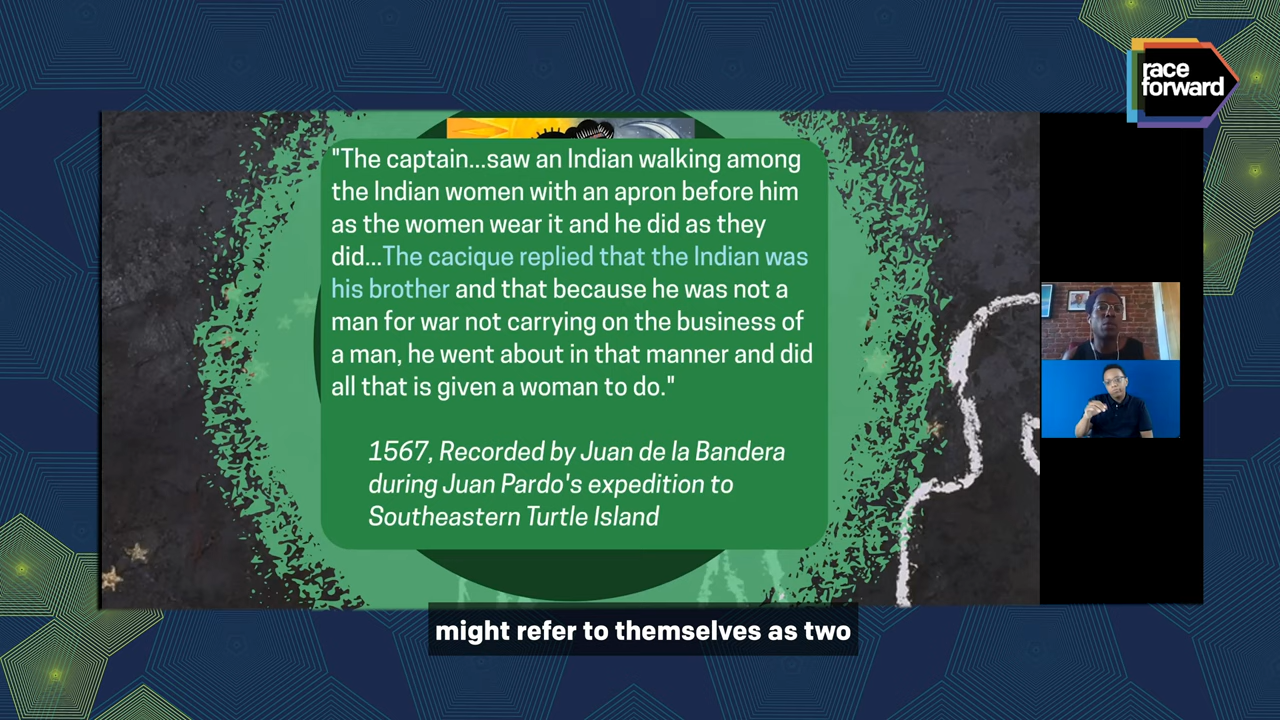 race
forward
"The captain...saw an Indian walking among
the Indian women with an apron before him
as the women wear it and he did as they
did...The cacique replied that the Indian was
his brother and that because he was not a
man for war not carrying on the business of
a man, he went about in that manner and did
all that is given a woman to do."
1567, Recorded by Juan de la Bandera
during Juan Pardo's expedition to
Southeastern Turtle Island
might refer to themselves as two